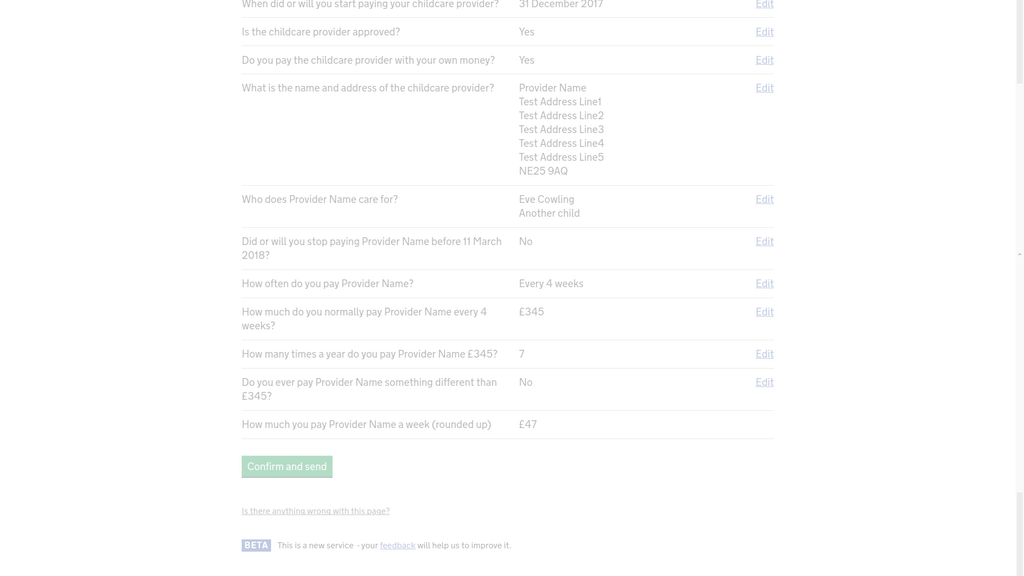 When did or will you start paying your childcare provider? 31 December 2017 Edit
Is the childcare provider approved? Yes Edit
Do you pay the childcare provider with your own money? Yes Edit
What is the name and address of the childcare provider? Provider Name Edit
Test Address Line1
Test Address Line2
Test Address Line3
Test Address Line4
Test Address Line5
NE25 9AQ
Who does Provider Name care for? Eve Cowling Edit
Another child
Did or will you stop paying Provider Name before 11 March No Edit
2018?
How often do you pay Provider Name? Every 4 weeks Edit
How much do you normally pay Provider Name every 4 £345 Edit
weeks?
How many times a year do you pay Provider Name £345? 7 Edit
Do you ever pay Provider Name something different than No Edit
£345?
How much you pay Provider Name a week (rounded up) £47
Confirm and send
Is there anything wrong with this page?
BETA This is a new service - your feedback will help us to improve it.